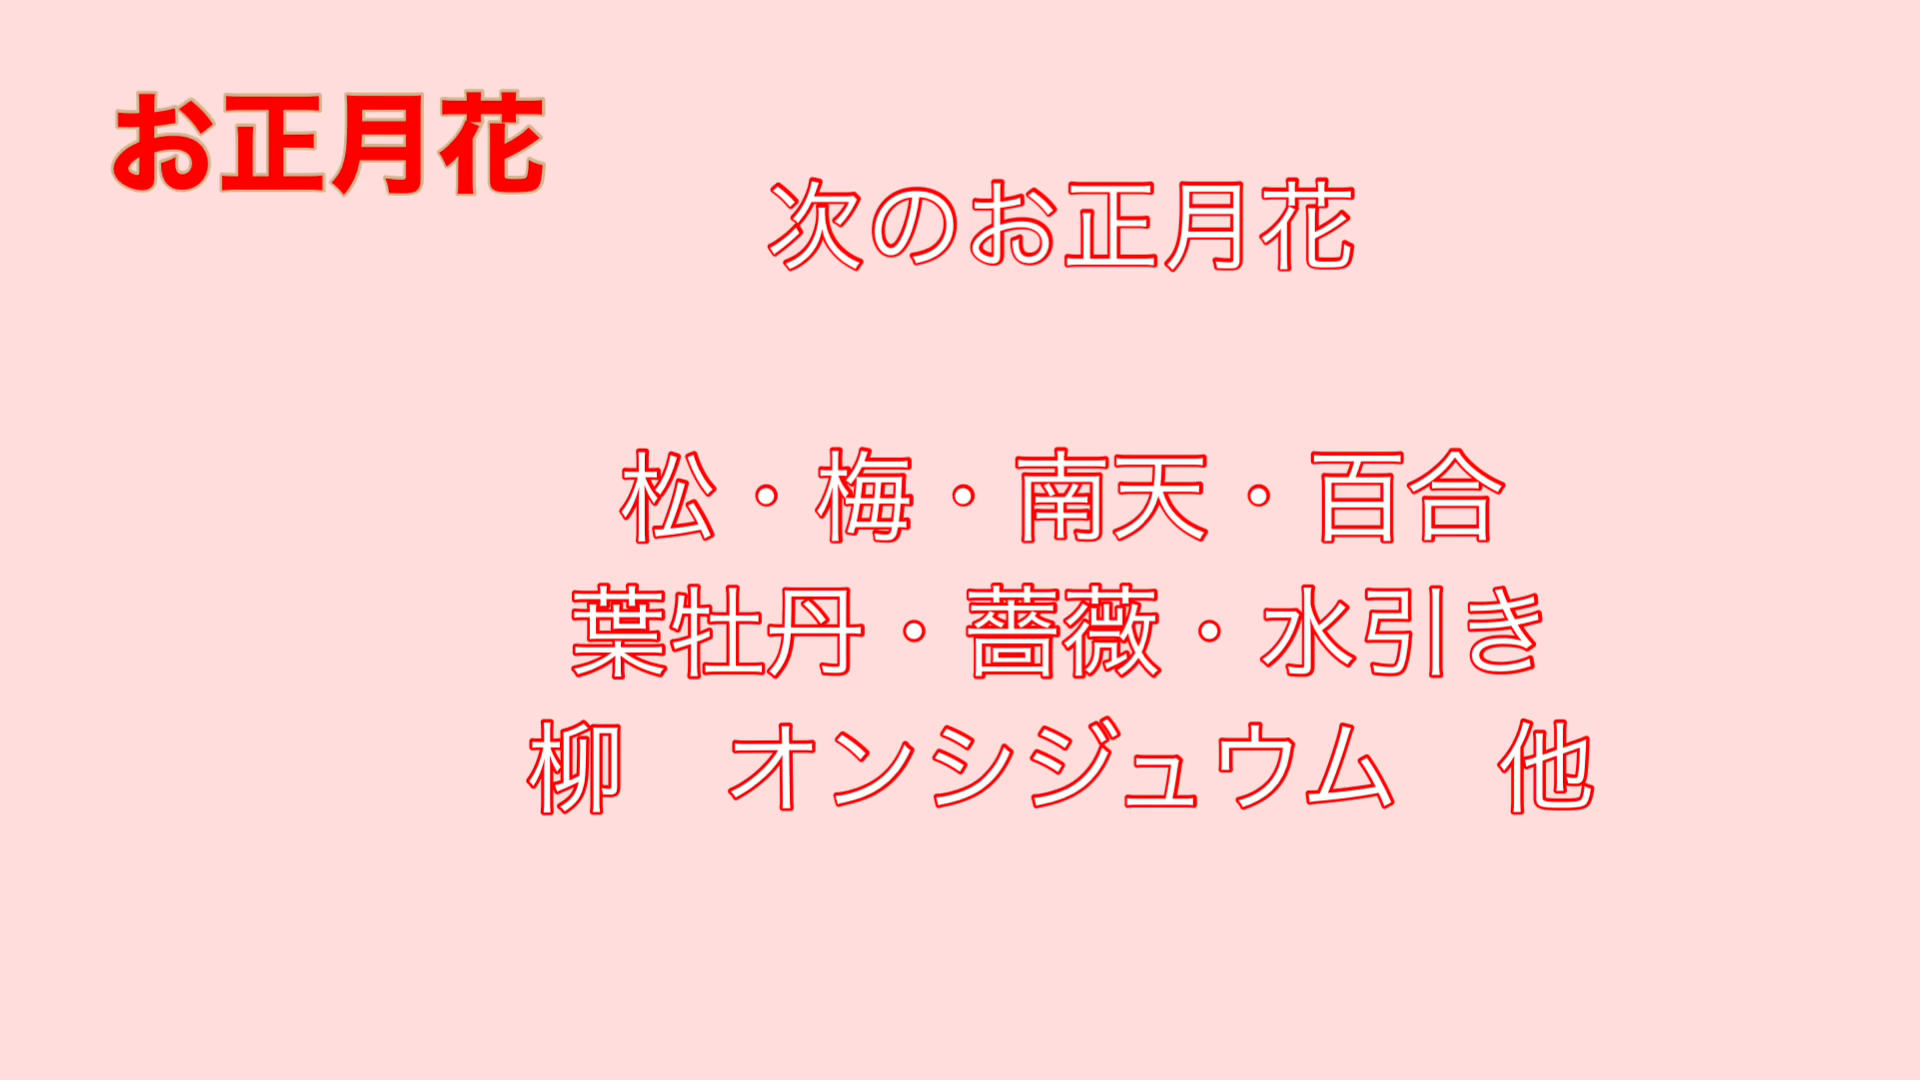 お正月花
次のお正月花
松・梅・南天・百合
葉牡丹・薔薇・水引き
柳　オンシジュウム　他